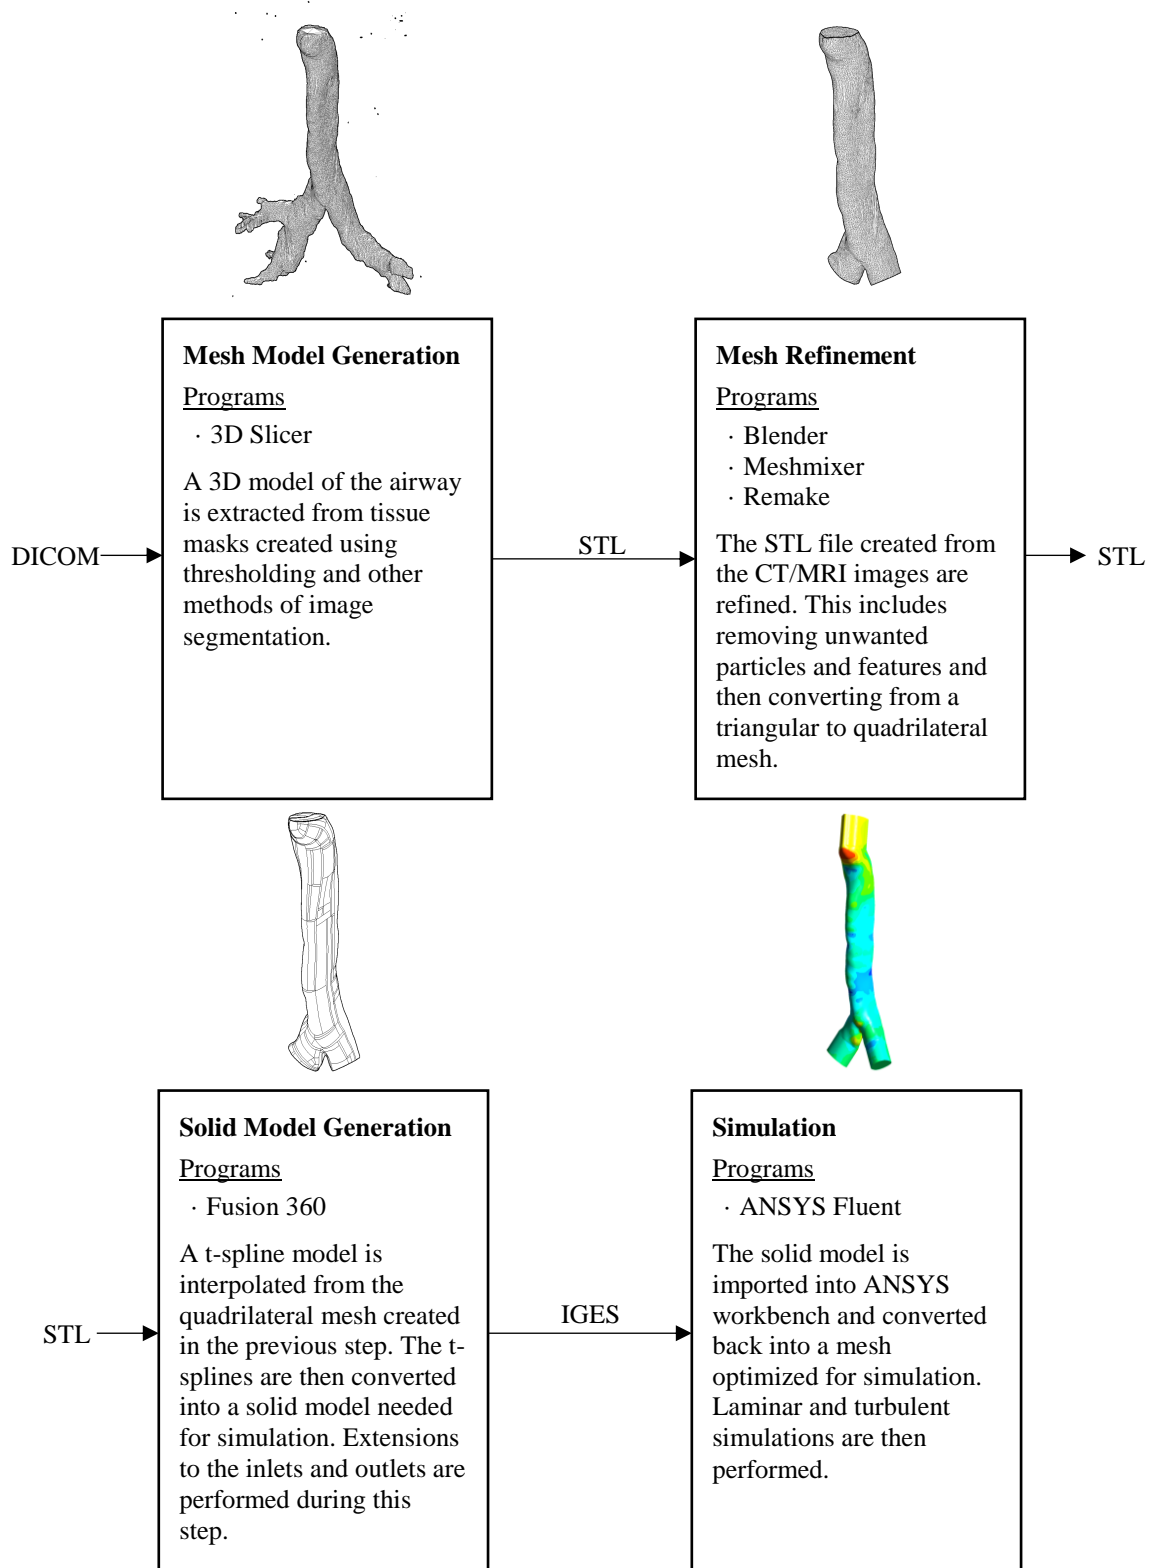 Mesh Model Generation
Programs
· 3D Slicer
A 3D model of the airway
is extracted from tissue
masks created using
thresholding and other
methods of image
segmentation.
DICOM
STL
Mesh Refinement
Programs
· Blender
· Meshmixer
· Remake
The STL file created from
the CT/MRI images are
refined. This includes
removing unwanted
particles and features and
then converting from a
triangular to quadrilateral
mesh.
STL
Solid Model Generation
Programs
· Fusion 360
A t-spline model is
interpolated from the
quadrilateral mesh created
in the previous step. The t-
splines are then converted
into a solid model needed
for simulation. Extensions
to the inlets and outlets are
performed during this
step.
STL
IGES
Simulation
Programs
· ANSYS Fluent
The solid model is
imported into ANSYS
workbench and converted
back into a mesh
optimized for simulation.
Laminar and turbulent
simulations are then
performed.